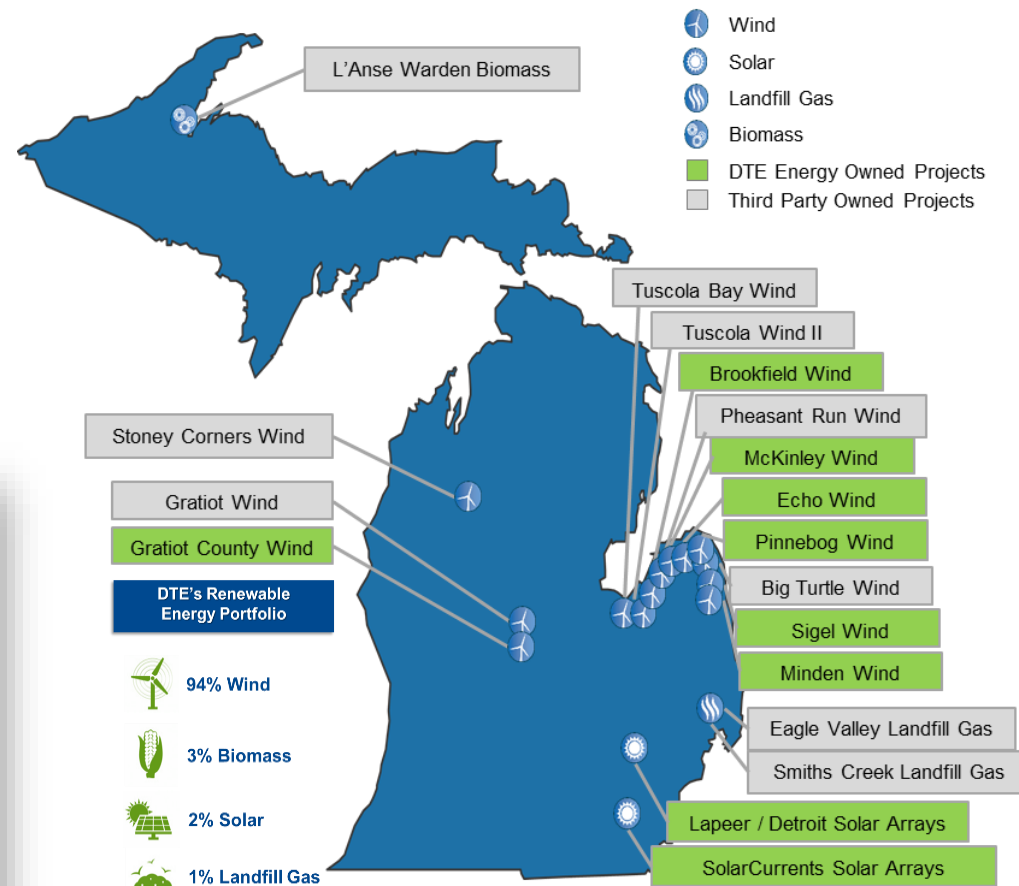 Wind
Solar
Landfill Gas
Biomass
DTE Energy Owned Projects
Third Party Owned Projects
L'Anse Warden Biomass
Tuscola Bay Wind
Tuscola Wind II
Brookfield Wind
Pheasant Run Wind
McKinley Wind
Echo Wind
Pinnebog Wind
Big Turtle Wind
Sigel Wind
Minden Wind
Eagle Valley Landfill Gas
Smiths Creek Landfill Gas
Lapeer / Detroit Solar Arrays
SolarCurrents Solar Arrays
Stoney Corners Wind
Gratiot Wind
Gratiot County Wind
DTE's Renewable
Energy Portfolio
94% Wind
3% Biomass
2% Solar
1% Landfill Gas